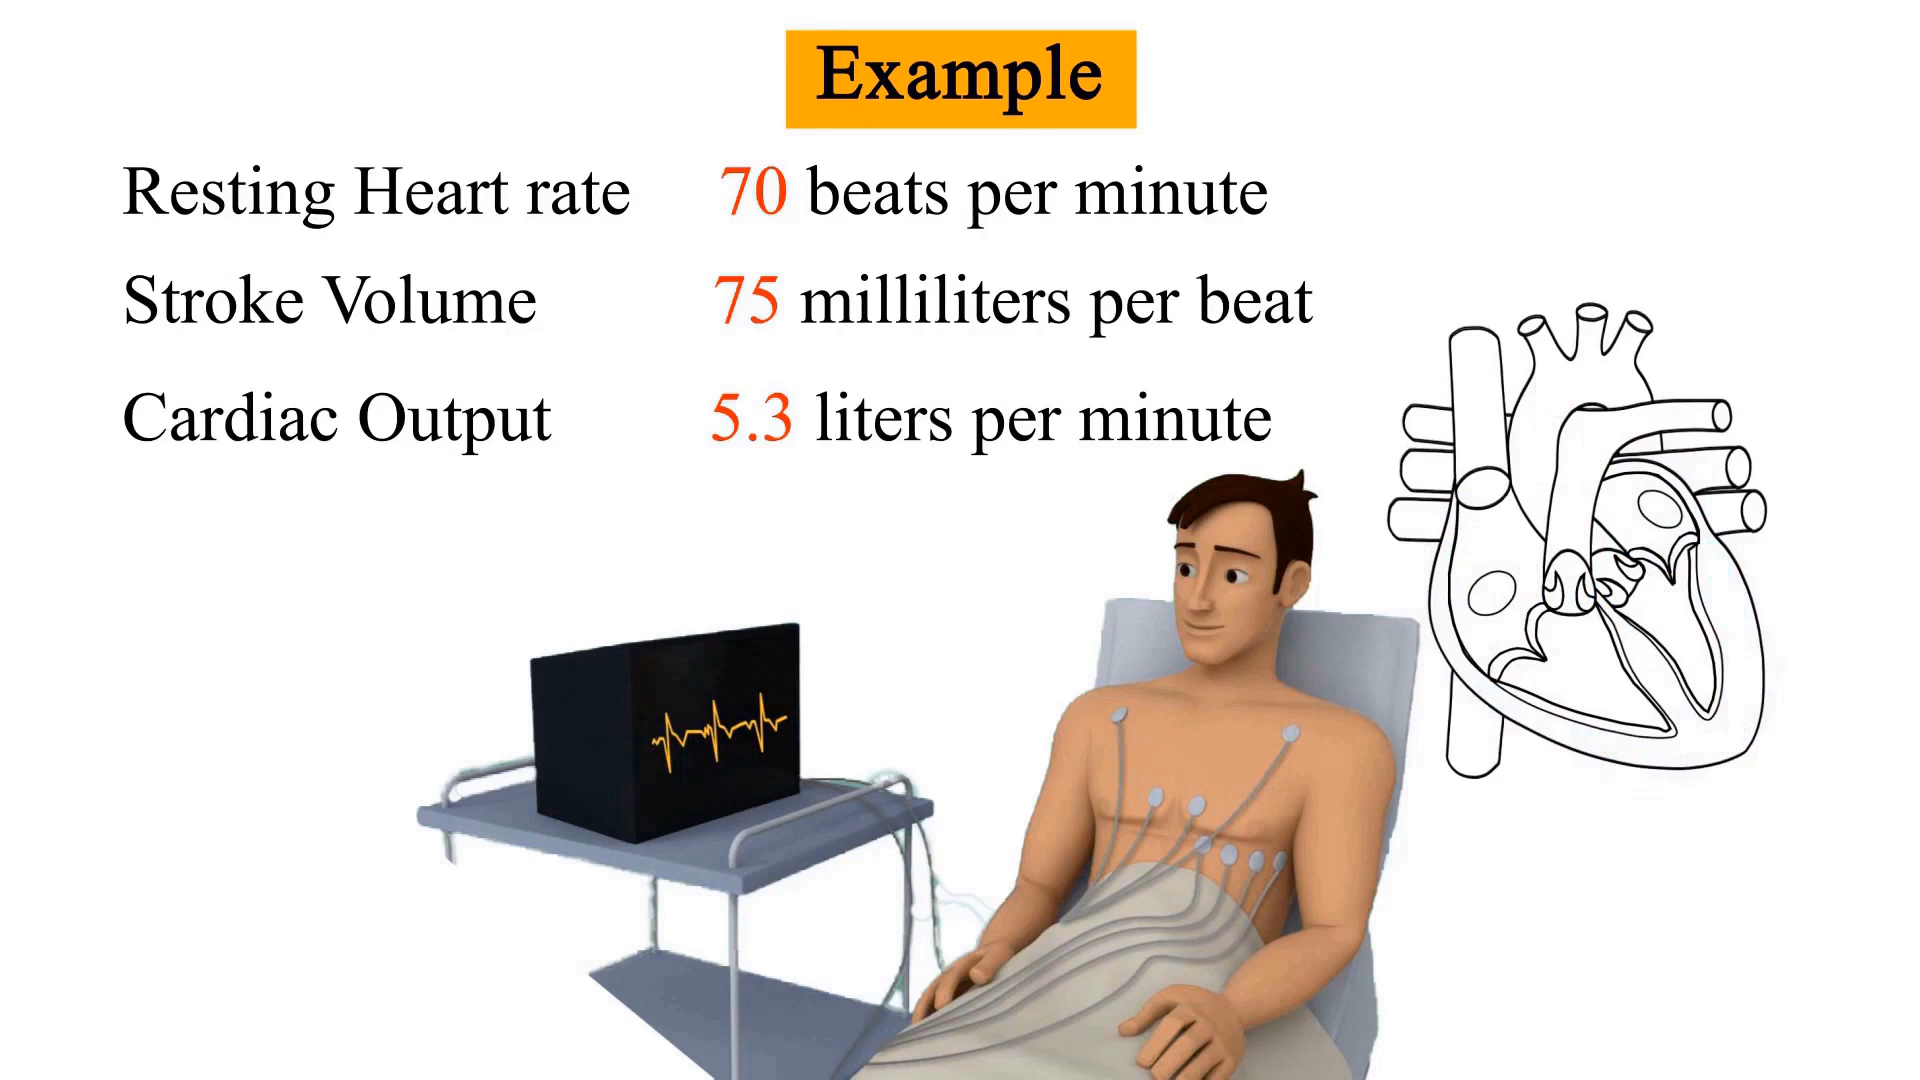 Example
Resting Heart rate 70 beats per minute
Stroke Volume 75 milliliters per beat
Cardiac Output 5.3 liters per minute